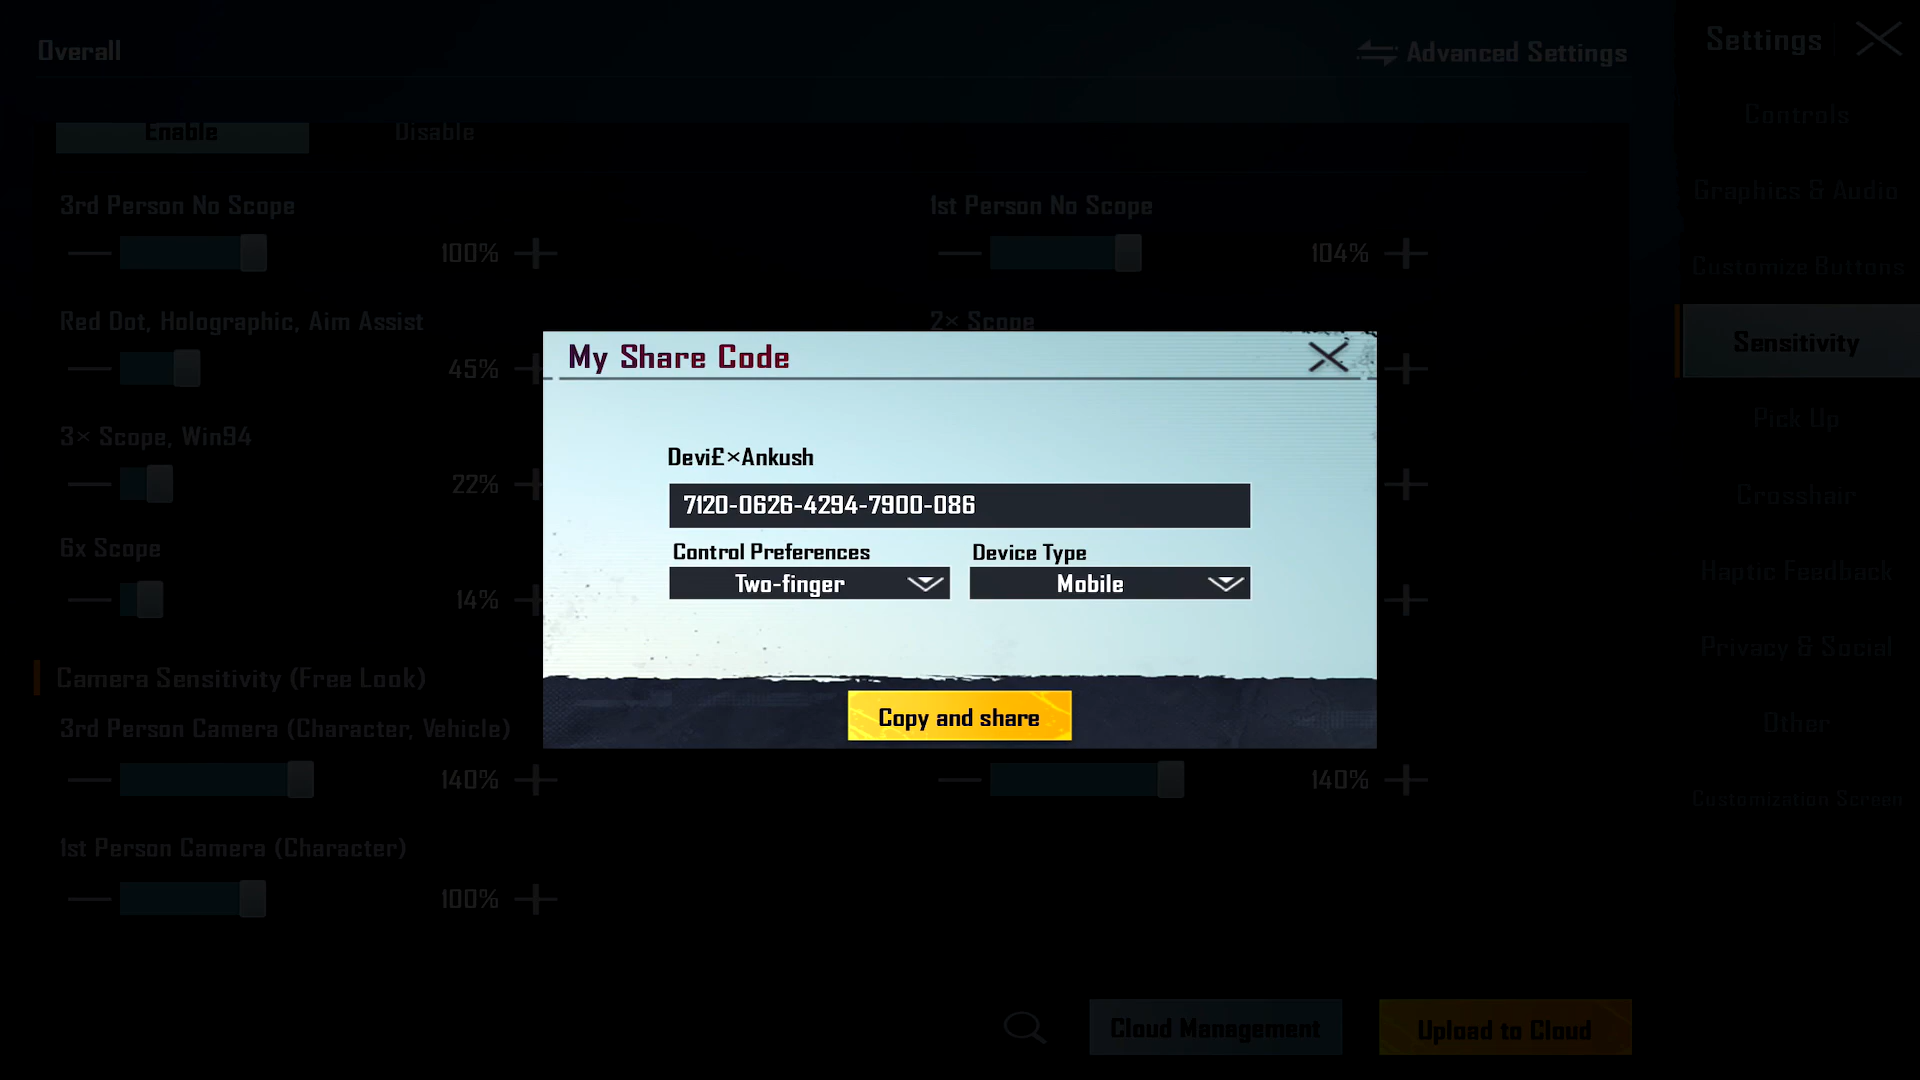 Overall
Advanced Settings
Settings
Enable
Disable
Controls
3rd Person No Scope
1st Person No Scope
Graphics & Audio
100%
104%
Customize Buttons
Red Dot, Holographic, Aim Assist
2× Scope
45%
Sensitivity
My Share Code
3× Scope, Win94
22%
Pick Up
Devi£×Ankush
7120-0626-4294-7900-086
Crosshair
Control Preferences
Device Type
Two-finger
Mobile
6x Scope
14%
Haptic Feedback
Camera Sensitivity (Free Look)
Privacy & Social
Copy and share
3rd Person Camera (Character, Vehicle)
Other
140%
140%
Customization Screen
1st Person Camera (Character)
100%
Cloud Management
Upload to Cloud